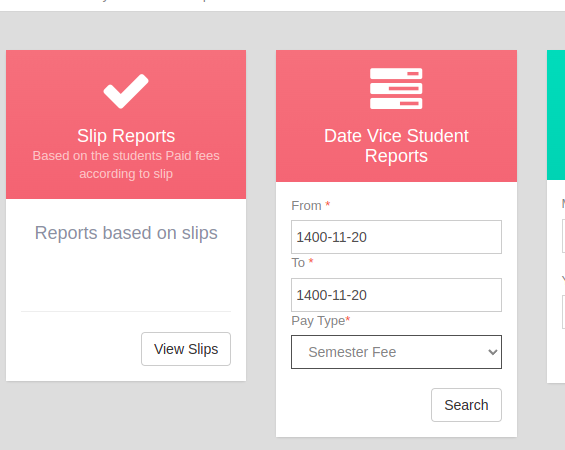 Slip Reports
Based on the students Paid fees
according to slip
Reports based on slips
View Slips
Date Vice Student
Reports
From *
1400-11-20
To *
1400-11-20
Pay Type*
Semester Fee
Search